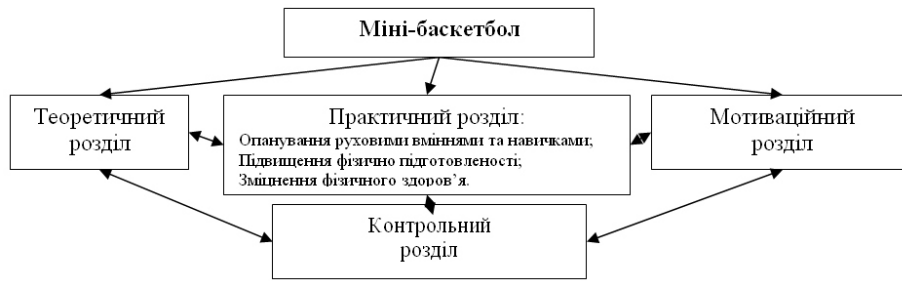 Міні-баскетбол
Теоретичний
розділ
Практичний розділ:
Опанування руховими вміннями та навичками;
Підвищення фізично підготовленості;
Зміцнення фізичного здоров’я.
Мотиваційний
розділ
Контрольний
розділ